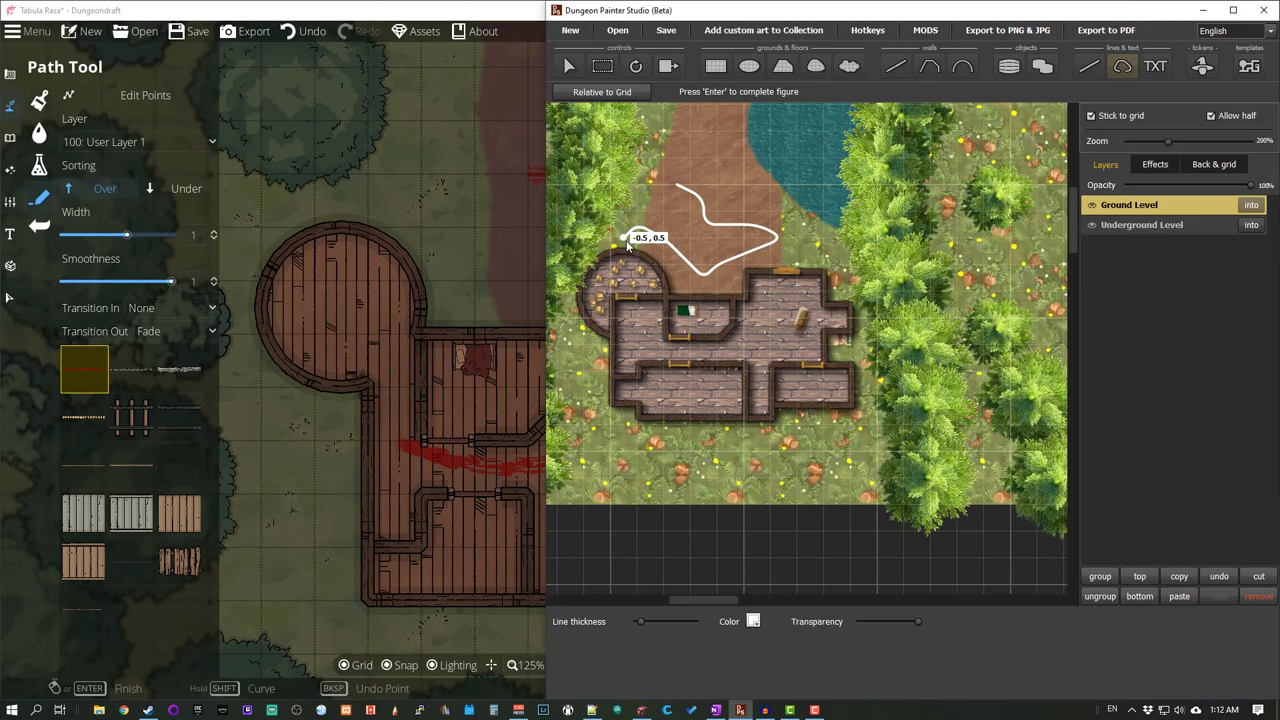 Tabula Rasa* - Dungeondraft
Menu New Open Save Export Undo Redo Assets About
Path Tool
Edit Points
Layer
100: User Layer 1
Sorting
Over Under
Width
1
Smoothness
1
Transition In None
Transition Out Fade
Grid Snap Lighting 125%
or ENTER Finish Hold SHIFT Curve BKSP Undo Point
Dungeon Painter Studio (Beta)
New Open Save Add custom art to Collection Hotkeys MODS Export to PNG & JPG Export to PDF English
controls grounds & floors walls objects lines & text tokens templates
TXT
Relative to Grid Press 'Enter' to complete figure
Stick to grid Allow half
Zoom 200%
Layers Effects Back & grid
Opacity 100%
Ground Level into
Underground Level into
-0.5 , 0.5
group top copy undo cut
ungroup bottom paste redo remove
Line thickness Color Transparency
EN 1:12 AM